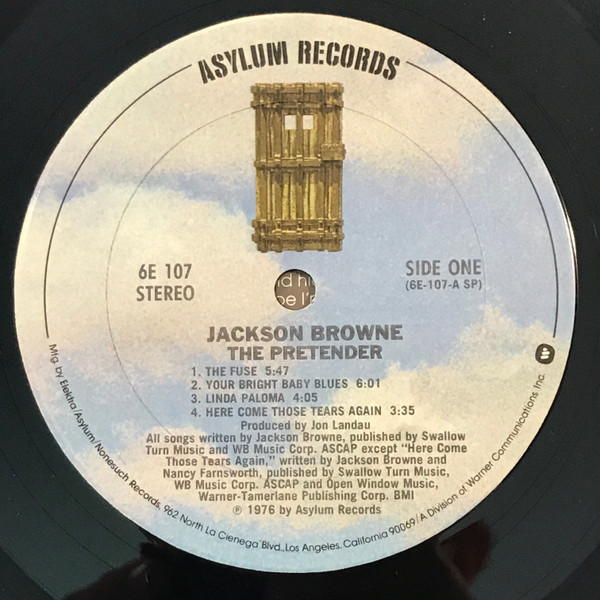 ASYLUM RECORDS
6E 107
STEREO
SIDE ONE
(6E-107-A SP)
JACKSON BROWNE
THE PRETENDER
1. THE FUSE 5:47
2. YOUR BRIGHT BABY BLUES 6:01
3. LINDA PALOMA 4:05
4. HERE COME THOSE TEARS AGAIN 3:35
Produced by Jon Landau
All songs written by Jackson Browne, published by Swallow
Turn Music and WB Music Corp. ASCAP except "Here Come
Those Tears Again," written by Jackson Browne and
Nancy Farnsworth, published by Swallow Turn Music,
WB Music Corp. ASCAP and Open Window Music,
Warner-Tamerlane Publishing Corp. BMI
℗ 1976 by Asylum Records
Mfg. by Elektra/Asylum/Nonesuch Records, 962 North La Cienega Blvd., Los Angeles, California 90069/A Division of Warner Communications Inc.